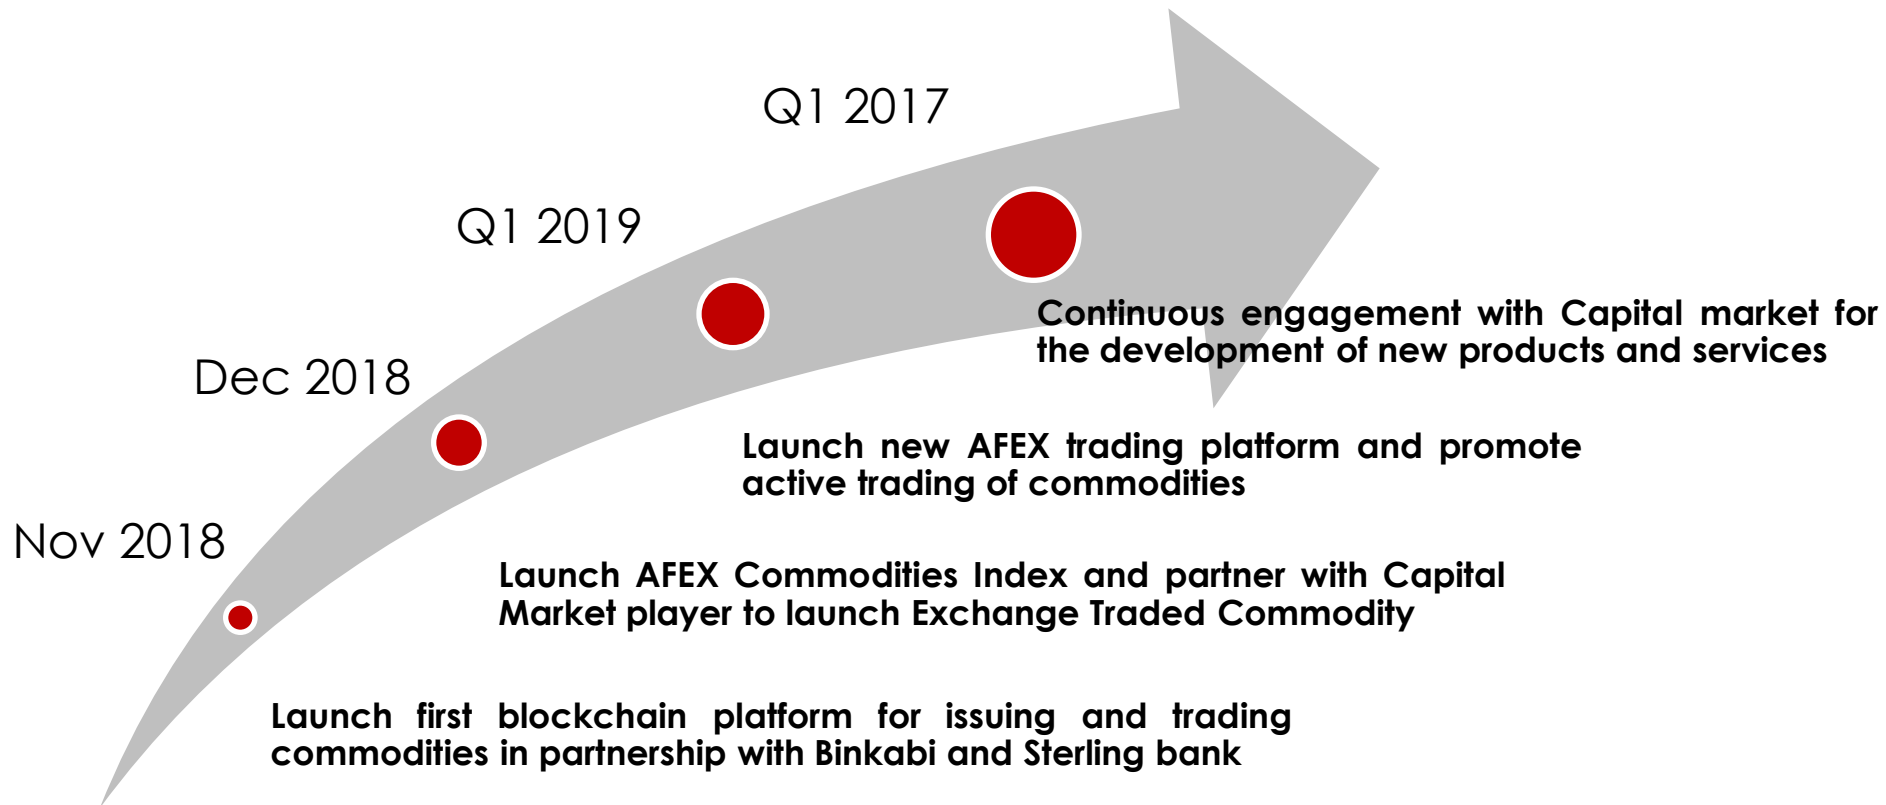 Q1 2017
Q1 2019
Continuous engagement with Capital market for
the development of new products and services
Dec 2018
Launch new AFEX trading platform and promote
active trading of commodities
Nov 2018
Launch AFEX Commodities Index and partner with Capital
Market player to launch Exchange Traded Commodity
Launch first blockchain platform for issuing and trading
commodities in partnership with Binkabi and Sterling bank